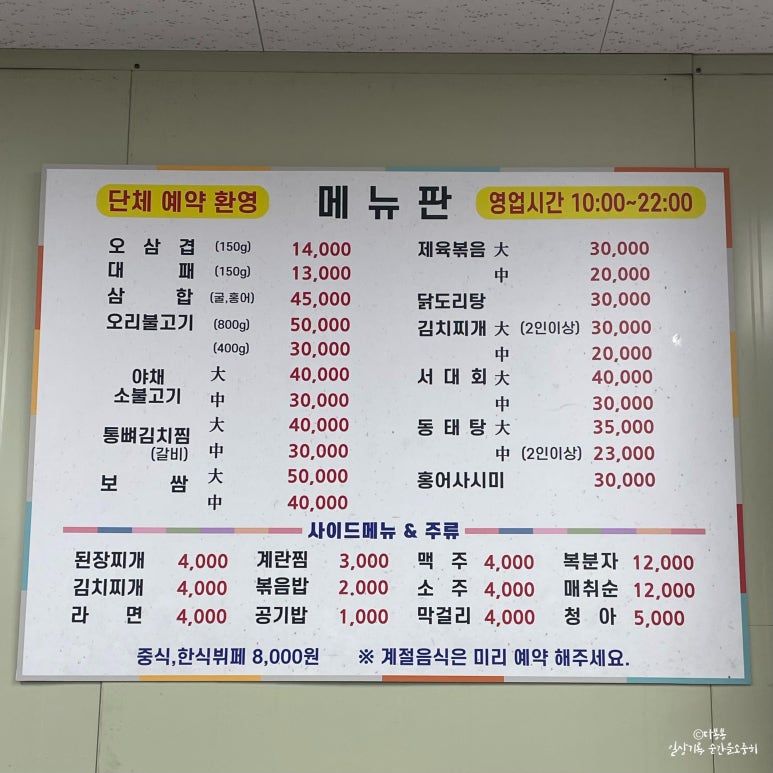 단체 예약 환영 메뉴판 영업시간 10:00~22:00
오삼겹 (150g) 14,000
대패 (150g) 13,000
삼합 (굴,홍어) 45,000
오리불고기 (800g) 50,000
(400g) 30,000
야채 소불고기 大 40,000
中 30,000
통뼈김치찜 (갈비) 大 40,000
中 30,000
보쌈 大 50,000
中 40,000
제육볶음 大 30,000
中 20,000
닭도리탕 30,000
김치찌개 大 (2인이상) 30,000
中 20,000
서대회 大 40,000
中 30,000
동태탕 大 35,000
中 (2인이상) 23,000
홍어사시미 30,000
사이드메뉴 & 주류
된장찌개 4,000 계란찜 3,000 맥주 4,000 복분자 12,000
김치찌개 4,000 볶음밥 2.000 소주 4,000 매취순 12,000
라면 4,000 공기밥 1,000 막걸리 4,000 청아 5,000
중식,한식뷔페 8,000원 ※ 계절음식은 미리 예약 해주세요.